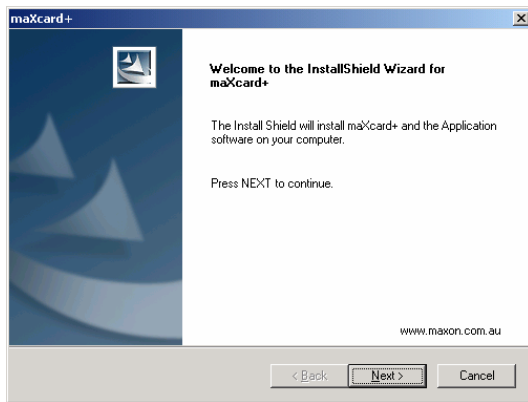 maXcard+
Welcome to the InstallShield Wizard for
maXcard+
The Install Shield will install maXcard+ and the Application
software on your computer.
Press NEXT to continue.
www.maxon.com.au
< Back
Next >
Cancel